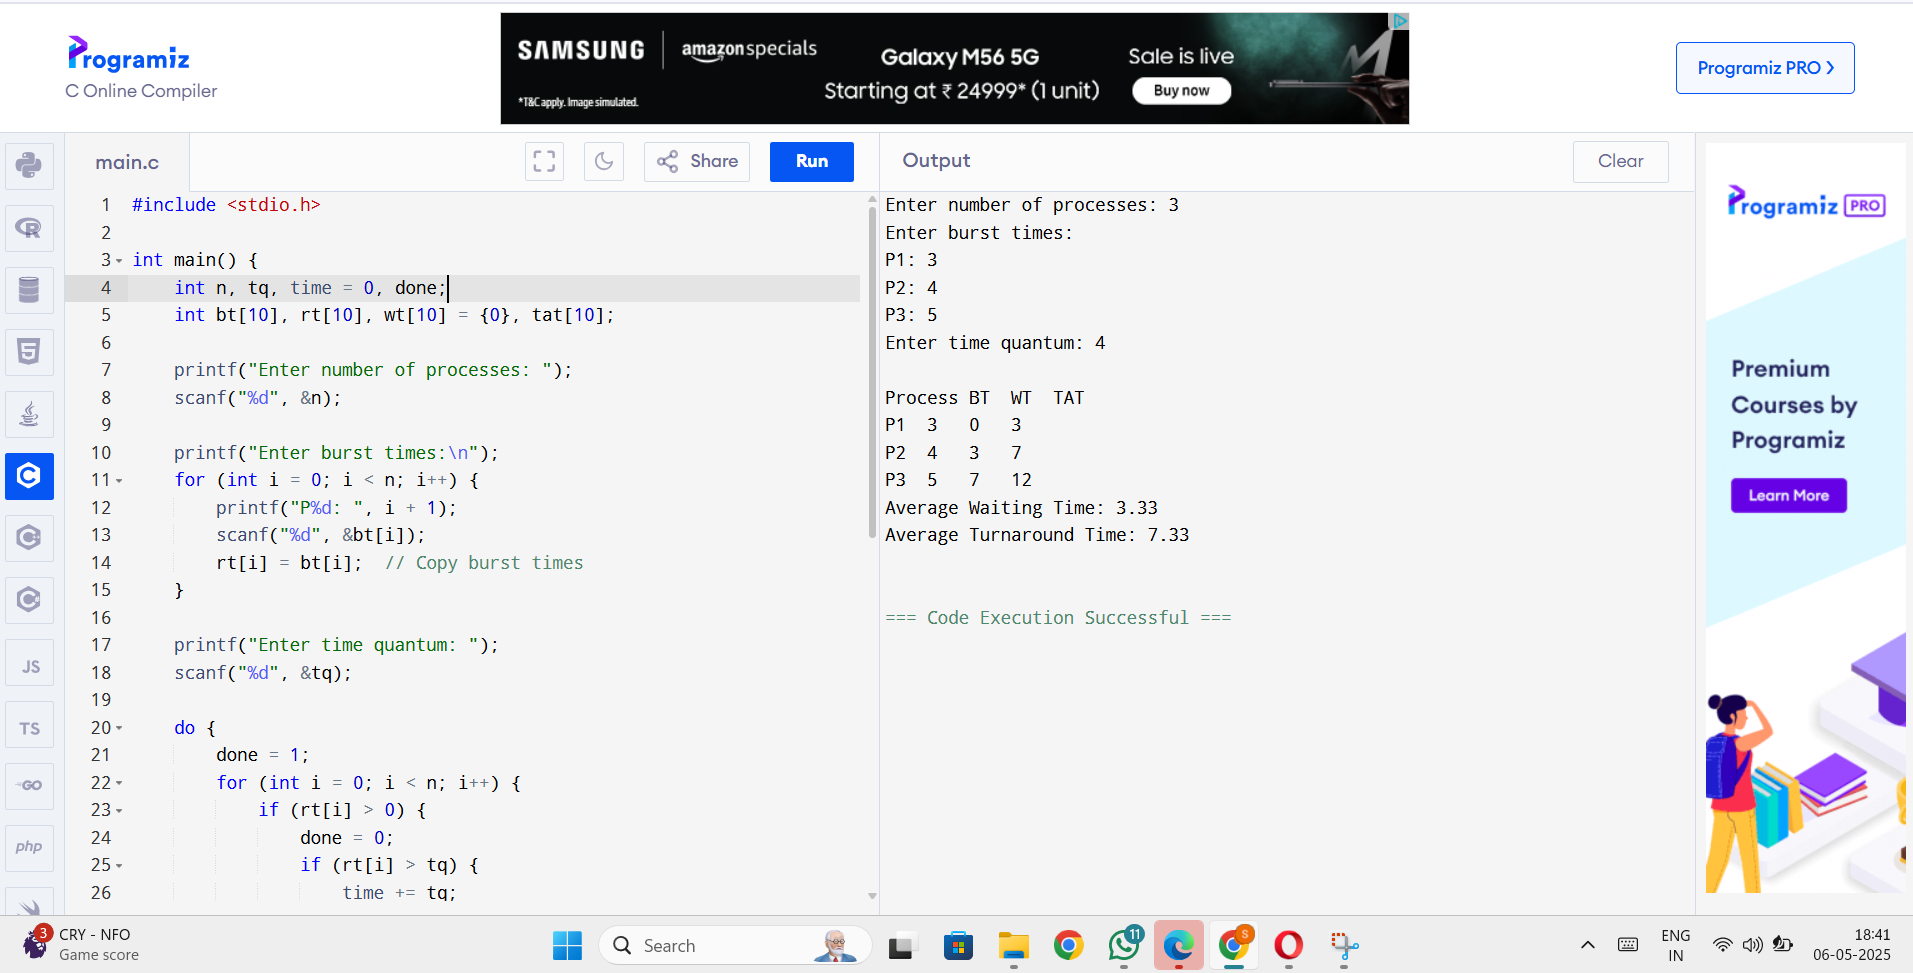 Programiz
C Online Compiler
SAMSUNG
amazonspecials
*T&C apply. Image simulated.
Galaxy M56 5G
Starting at ₹ 24999* (1 unit)
Sale is live
Buy now
Programiz PRO
main.c
Share
Run
Output
Clear
1 #include <stdio.h>
2
3 int main() {
4 int n, tq, time = 0, done;
5 int bt[10], rt[10], wt[10] = {0}, tat[10];
6
7 printf("Enter number of processes: ");
8 scanf("%d", &n);
9
10 printf("Enter burst times:\n");
11 for (int i = 0; i < n; i++) {
12 printf("P%d: ", i + 1);
13 scanf("%d", &bt[i]);
14 rt[i] = bt[i];  // Copy burst times
15 }
16
17 printf("Enter time quantum: ");
18 scanf("%d", &tq);
19
20 do {
21 done = 1;
22 for (int i = 0; i < n; i++) {
23 if (rt[i] > 0) {
24 done = 0;
25 if (rt[i] > tq) {
26 time += tq;
Enter number of processes: 3
Enter burst times:
P1: 3
P2: 4
P3: 5
Enter time quantum: 4
Process BT WT TAT
P1 3 0 3
P2 4 3 7
P3 5 7 12
Average Waiting Time: 3.33
Average Turnaround Time: 7.33
=== Code Execution Successful ===
Programiz PRO
Premium
Courses by
Programiz
Learn More
JS
TS
GO
php
3
CRY - NFO
Game score
Search
11
S
ENG
IN
18:41
06-05-2025